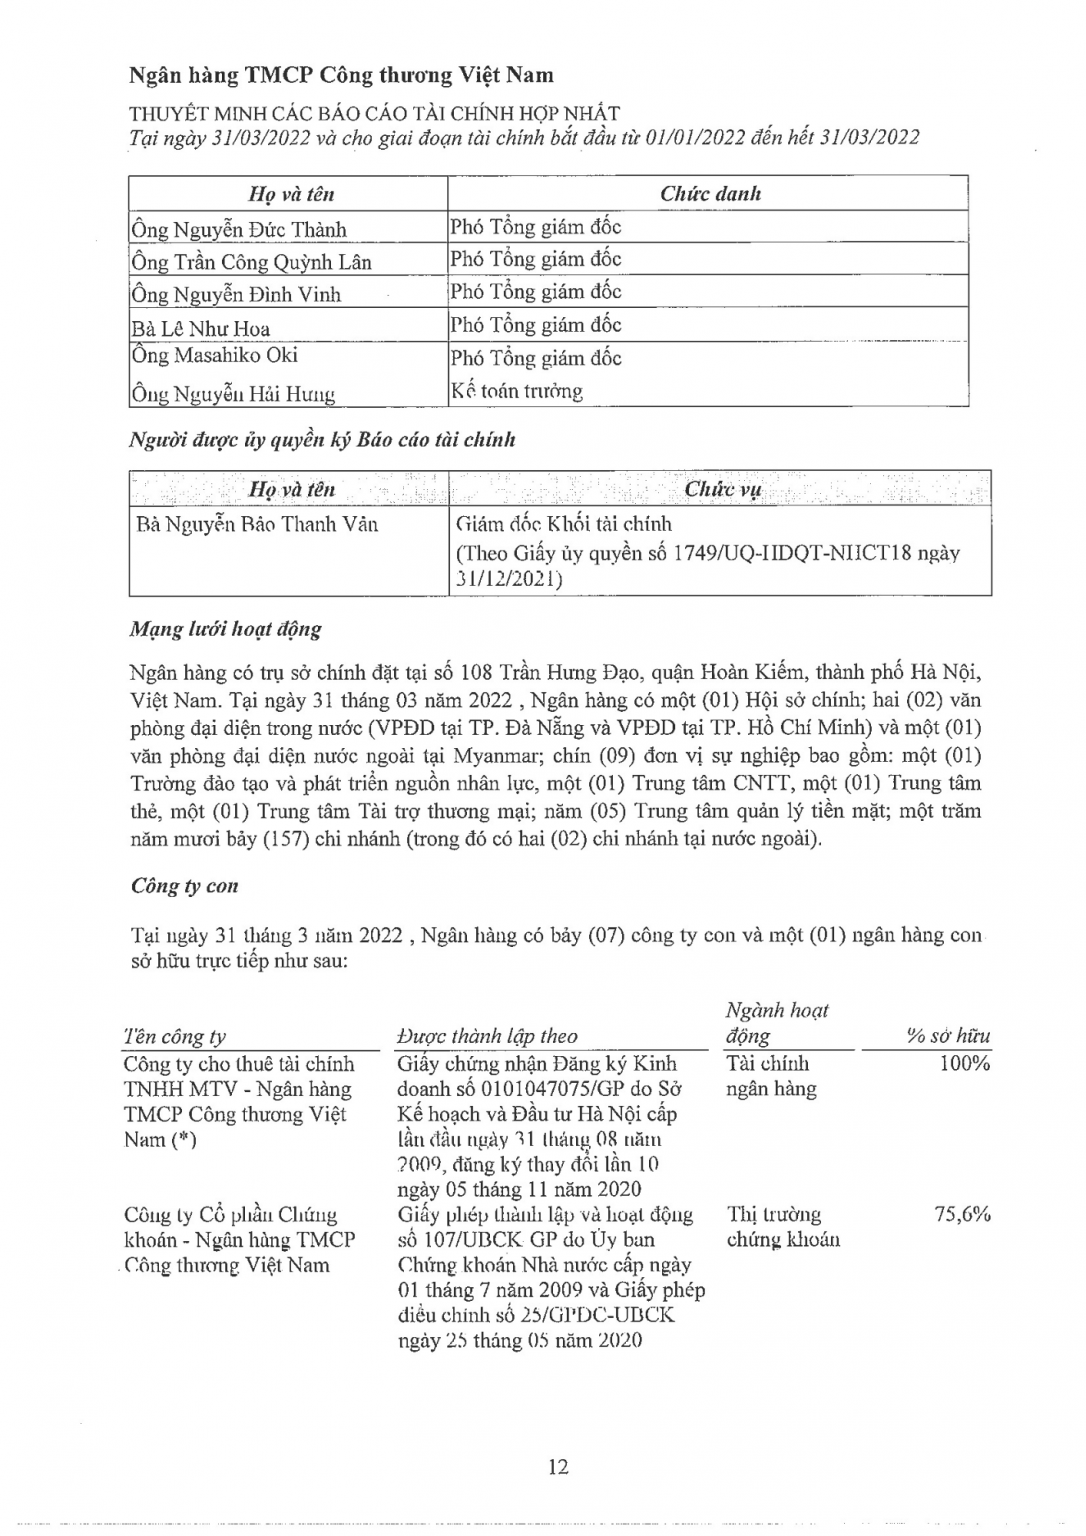 Ngân hàng TMCP Công thương Việt Nam
THUYẾT MINH CÁC BÁO CÁO TÀI CHÍNH HỢP NHẤT
Tại ngày 31/03/2022 và cho giai đoạn tài chính bắt đầu từ 01/01/2022 đến hết 31/03/2022
Họ và tên Chức danh
Ông Nguyễn Đức Thành Phó Tổng giám đốc
Ông Trần Công Quỳnh Lân Phó Tổng giám đốc
Ông Nguyễn Đình Vinh Phó Tổng giám đốc
Bà Lê Như Hoa Phó Tổng giám đốc
Ông Masahiko Oki Phó Tổng giám đốc
Ông Nguyễn Hải Hưng Kế toán trưởng
Người được ủy quyền ký Báo cáo tài chính
Họ và tên Chức vụ
Bà Nguyễn Bảo Thanh Vân Giám đốc Khối tài chính
(Theo Giấy ủy quyền số 1749/UQ-HDQT-NHCT18 ngày
31/12/2021)
Mạng lưới hoạt động
Ngân hàng có trụ sở chính đặt tại số 108 Trần Hưng Đạo, quận Hoàn Kiếm, thành phố Hà Nội,
Việt Nam. Tại ngày 31 tháng 03 năm 2022 , Ngân hàng có một (01) Hội sở chính; hai (02) văn
phòng đại diện trong nước (VPĐD tại TP. Đà Nẵng và VPĐD tại TP. Hồ Chí Minh) và một (01)
văn phòng đại diện nước ngoài tại Myanmar; chín (09) đơn vị sự nghiệp bao gồm: một (01)
Trường đào tạo và phát triển nguồn nhân lực, một (01) Trung tâm CNTT, một (01) Trung tâm
thẻ, một (01) Trung tâm Tài trợ thương mại; năm (05) Trung tâm quản lý tiền mặt; một trăm
năm mươi bảy (157) chi nhánh (trong đó có hai (02) chi nhánh tại nước ngoài).
Công ty con
Tại ngày 31 tháng 3 năm 2022 , Ngân hàng có bảy (07) công ty con và một (01) ngân hàng con
sở hữu trực tiếp như sau:
Tên công ty Được thành lập theo Ngành hoạt động % sở hữu
Công ty cho thuê tài chính Giấy chứng nhận Đăng ký Kinh Tài chính 100%
TNHH MTV - Ngân hàng doanh số 0101047075/GP do Sở ngân hàng
TMCP Công thương Việt Kế hoạch và Đầu tư Hà Nội cấp
Nam (*) lần đầu ngày 31 tháng 08 năm
2009, đăng ký thay đổi lần 10
ngày 05 tháng 11 năm 2020
Công ty Cổ phần Chứng Giấy phép thành lập và hoạt động Thị trường 75,6%
khoán - Ngân hàng TMCP số 107/UBCK GP do Ủy ban chứng khoán
Công thương Việt Nam Chứng khoán Nhà nước cấp ngày
01 tháng 7 năm 2009 và Giấy phép
điều chỉnh số 25/GPDC-UBCK
ngày 25 tháng 05 năm 2020
12